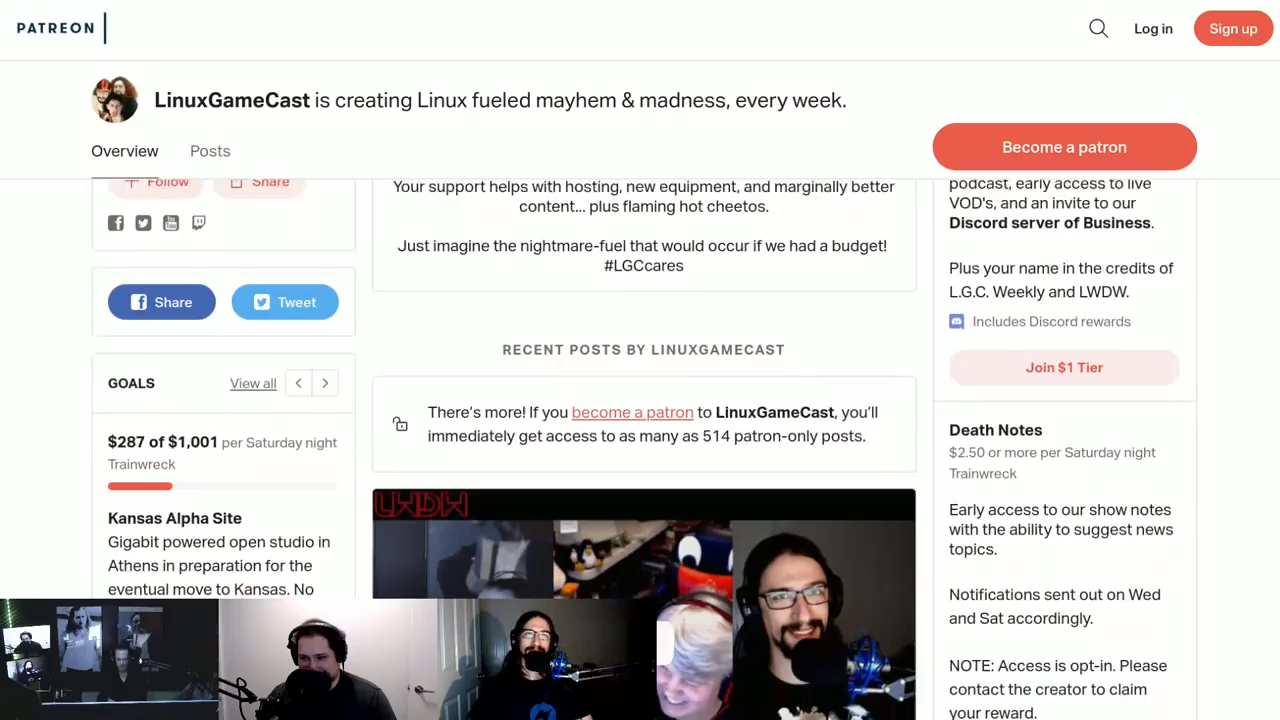 PATREON
Log in
Sign up
LinuxGameCast is creating Linux fueled mayhem & madness, every week.
Overview
Posts
Become a patron
Follow
Share
Share
Tweet
GOALS
View all
$287 of $1,001 per Saturday night
Trainwreck
Kansas Alpha Site
Gigabit powered open studio in
Athens in preparation for the
eventual move to Kansas. No
Your support helps with hosting, new equipment, and marginally better
content... plus flaming hot cheetos.
Just imagine the nightmare-fuel that would occur if we had a budget!
#LGCcares
RECENT POSTS BY LINUXGAMECAST
There's more! If you become a patron to LinuxGameCast, you'll
immediately get access to as many as 514 patron-only posts.
LWDW
podcast, early access to live
VOD's, and an invite to our
Discord server of Business.
Plus your name in the credits of
L.G.C. Weekly and LWDW.
Includes Discord rewards
Join $1 Tier
Death Notes
$2.50 or more per Saturday night
Trainwreck
Early access to our show notes
with the ability to suggest news
topics.
Notifications sent out on Wed
and Sat accordingly.
NOTE: Access is opt-in. Please
contact the creator to claim
your reward.